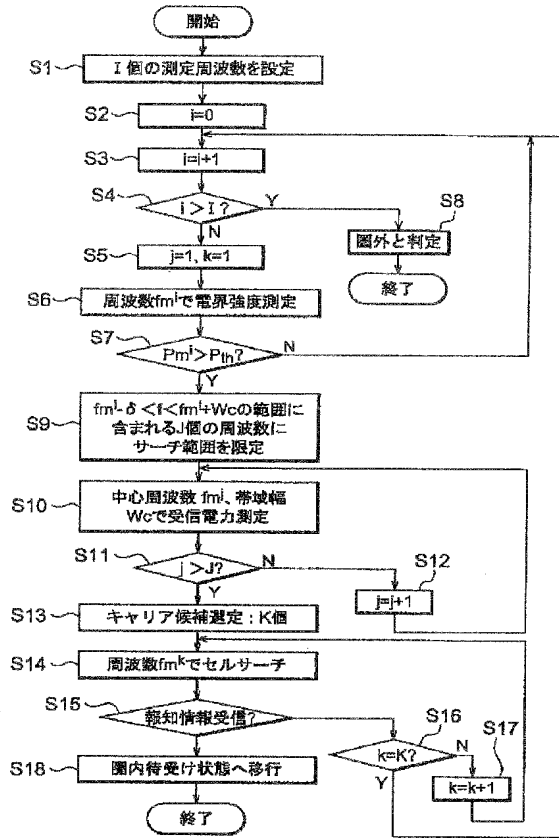 開始
S1
I 個の測定周波数を設定
S2
i=0
S3
i=i+1
S4
i > I ?
Y
N
S8
圏外と判定
終了
S5
j=1、k=1
S6
周波数fmⁱで電界強度測定
S7
Pmⁱ>Pth?
N
Y
S9
fmⁱ-δ<f<fmⁱ+Wcの範囲に
含まれるJ個の周波数に
サーチ範囲を限定
S10
中心周波数 fmʲ、帯域幅
Wcで受信電力測定
S11
j >J?
N
Y
S12
j=j+1
S13
キャリア候補選定：K個
S14
周波数fmᵏでセルサーチ
S15
報知情報受信?
S16
k=K?
N
Y
S17
k=k+1
S18
圏内待受け状態へ移行
終了